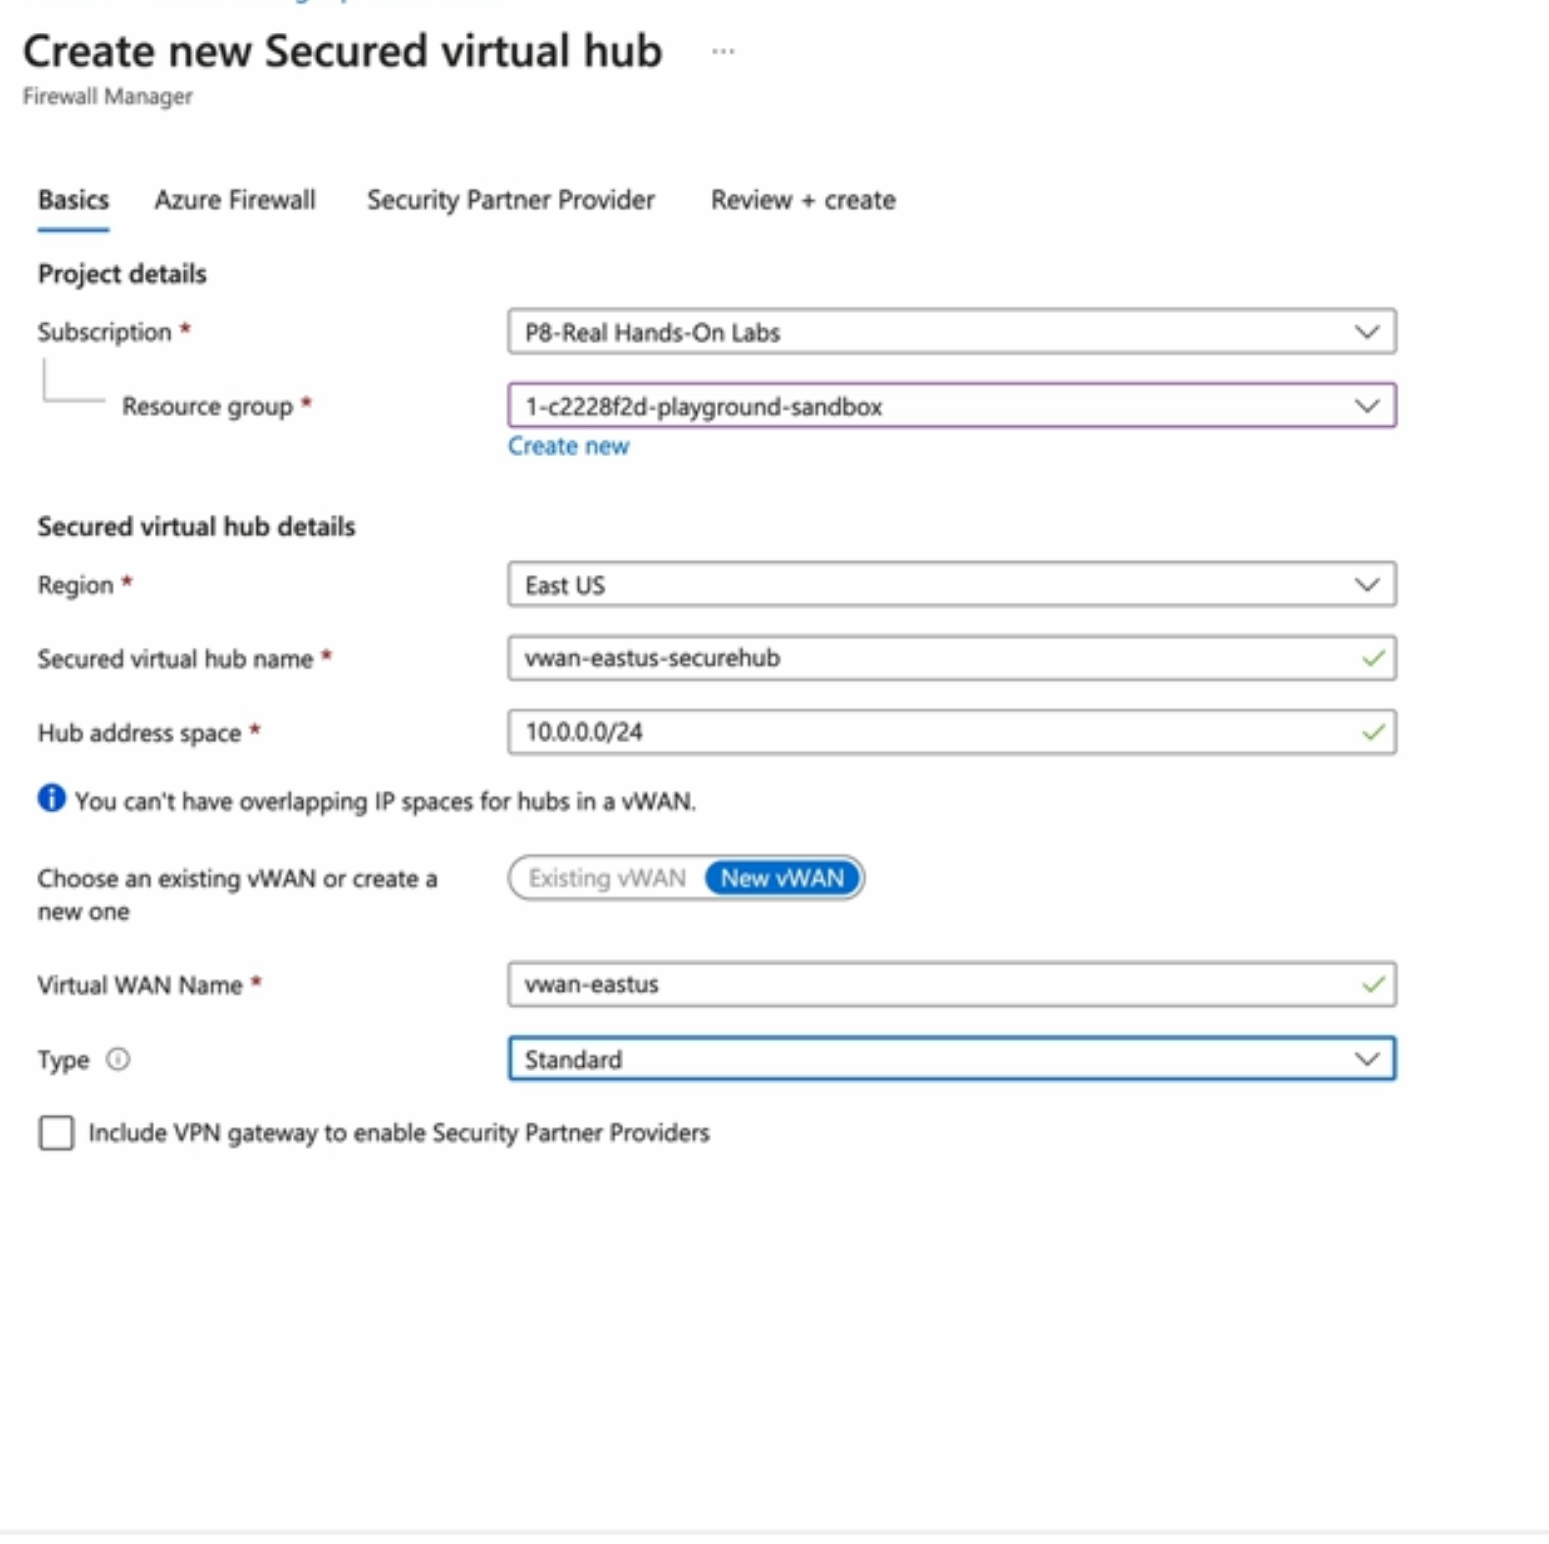 Create new Secured virtual hub ...
Firewall Manager
Basics Azure Firewall Security Partner Provider Review + create
Project details
Subscription * P8-Real Hands-On Labs
Resource group * 1-c2228f2d-playground-sandbox
Create new
Secured virtual hub details
Region * East US
Secured virtual hub name * vwan-eastus-securehub
Hub address space * 10.0.0.0/24
You can't have overlapping IP spaces for hubs in a vWAN.
Choose an existing vWAN or create a Existing vWAN New vWAN
new one
Virtual WAN Name * vwan-eastus
Type Standard
Include VPN gateway to enable Security Partner Providers